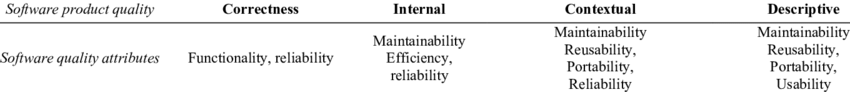 Software product quality Correctness Internal Contextual Descriptive
Software quality attributes Functionality, reliability
Maintainability
Efficiency,
reliability
Maintainability
Reusability,
Portability,
Reliability
Maintainability
Reusability,
Portability,
Usability